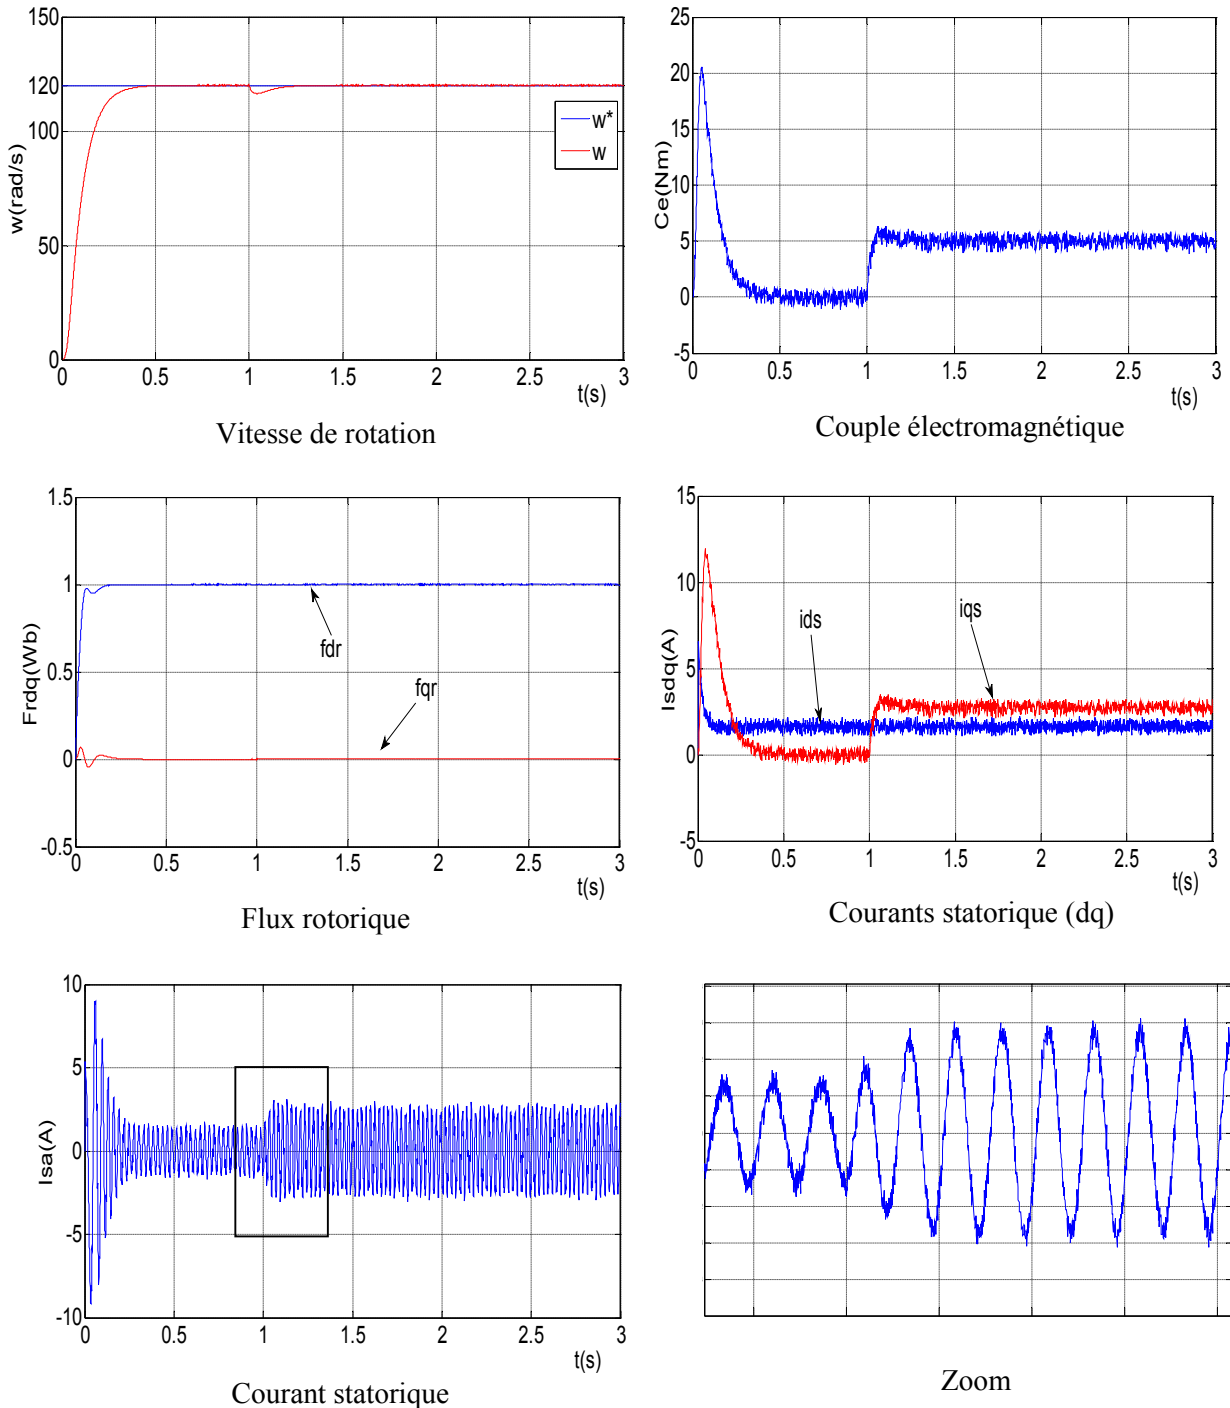 150
120
100
50
0
w(rad/s)
w*
w
0 0.5 1 1.5 2 2.5 3
t(s)
Vitesse de rotation
25
20
15
10
5
0
-5
Ce(Nm)
0 0.5 1 1.5 2 2.5 3
t(s)
Couple électromagnétique
1.5
1
0.5
0
-0.5
Frdq(Wb)
fdr
fqr
0 0.5 1 1.5 2 2.5 3
t(s)
Flux rotorique
15
10
5
0
-5
Isdq(A)
ids
iqs
0 0.5 1 1.5 2 2.5 3
t(s)
Courants statorique (dq)
10
5
0
-5
-10
Isa(A)
0 0.5 1 1.5 2 2.5 3
t(s)
Courant statorique
Zoom